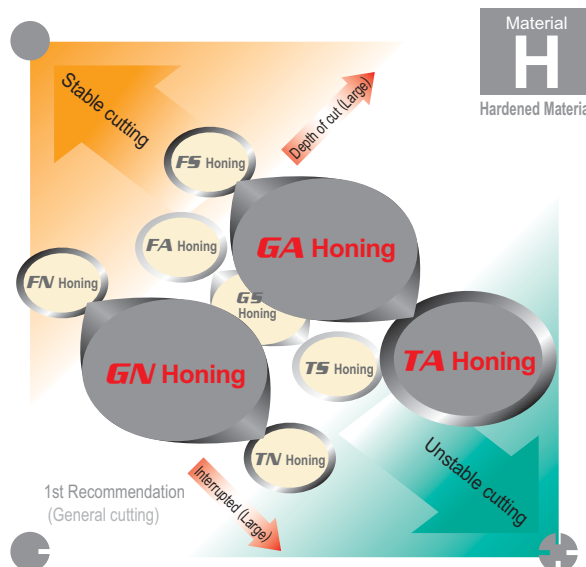 Material
H
Hardened Materia
Stable cutting
Depth of cut (Large)
FS Honing
FA Honing
GA Honing
FN Honing
GS
Honing
GN Honing
TS Honing
TA Honing
TN Honing
Interrupted (Large)
Unstable cutting
1st Recommendation
(General cutting)